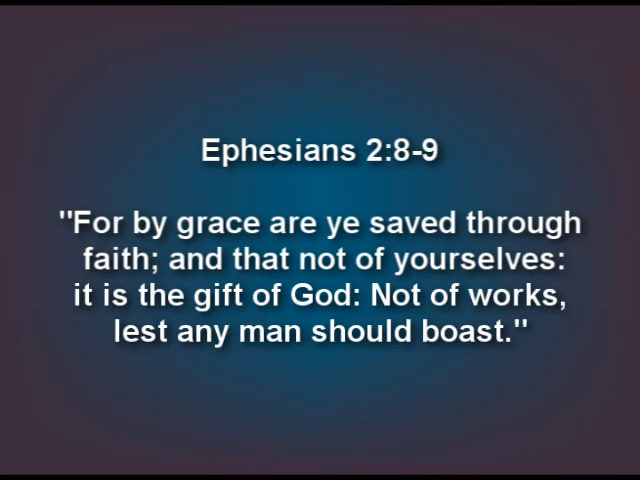 Ephesians 2:8-9
"For by grace are ye saved through
faith; and that not of yourselves:
it is the gift of God: Not of works,
lest any man should boast."